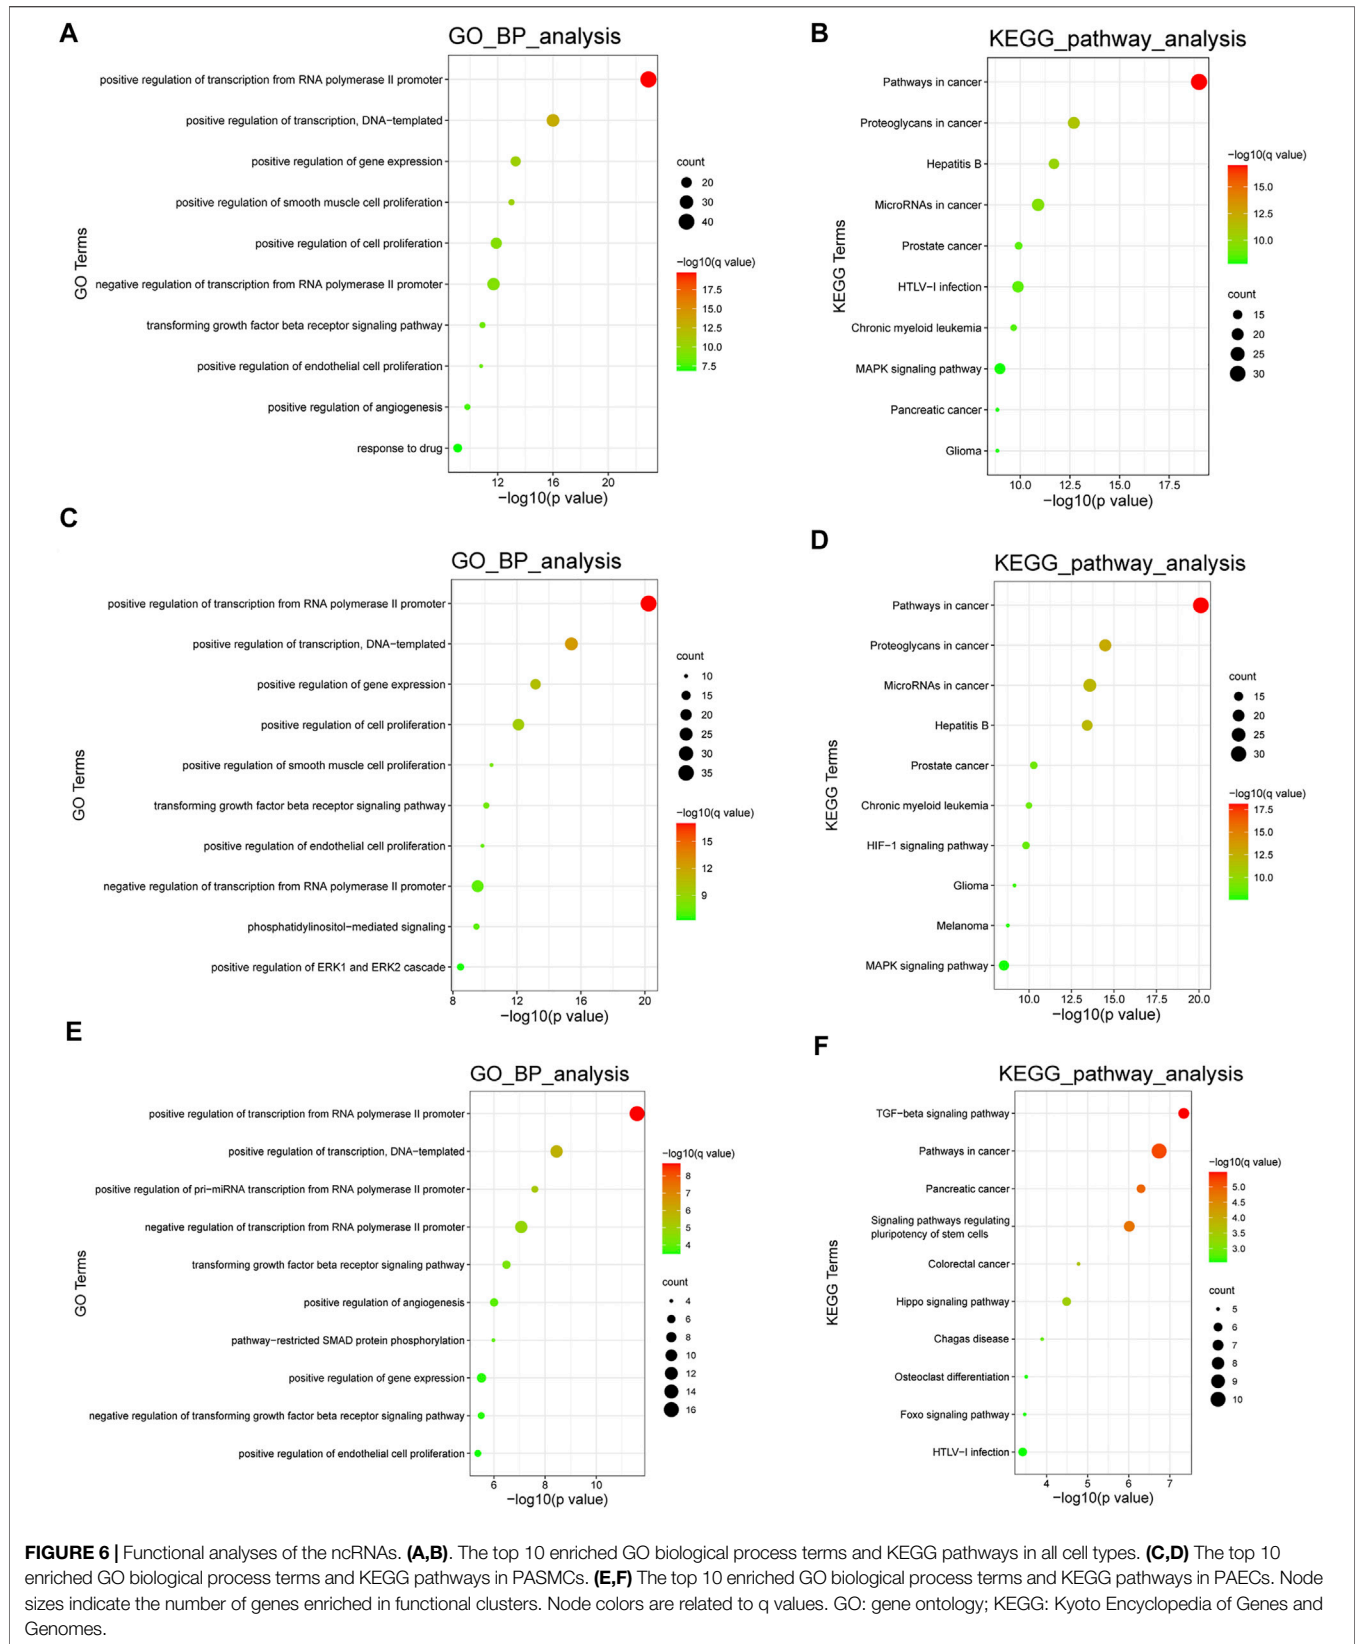 A
GO_BP_analysis
GO Terms
positive regulation of transcription from RNA polymerase II promoter
positive regulation of transcription, DNA−templated
positive regulation of gene expression
positive regulation of smooth muscle cell proliferation
positive regulation of cell proliferation
negative regulation of transcription from RNA polymerase II promoter
transforming growth factor beta receptor signaling pathway
positive regulation of endothelial cell proliferation
positive regulation of angiogenesis
response to drug
12 16 20
−log10(p value)
count
20
30
40
−log10(q value)
17.5
15.0
12.5
10.0
7.5
B
KEGG_pathway_analysis
KEGG Terms
Pathways in cancer
Proteoglycans in cancer
Hepatitis B
MicroRNAs in cancer
Prostate cancer
HTLV−I infection
Chronic myeloid leukemia
MAPK signaling pathway
Pancreatic cancer
Glioma
10.0 12.5 15.0 17.5
−log10(p value)
−log10(q value)
15.0
12.5
10.0
count
15
20
25
30
C
GO_BP_analysis
GO Terms
positive regulation of transcription from RNA polymerase II promoter
positive regulation of transcription, DNA−templated
positive regulation of gene expression
positive regulation of cell proliferation
positive regulation of smooth muscle cell proliferation
transforming growth factor beta receptor signaling pathway
positive regulation of endothelial cell proliferation
negative regulation of transcription from RNA polymerase II promoter
phosphatidylinositol−mediated signaling
positive regulation of ERK1 and ERK2 cascade
8 12 16 20
−log10(p value)
count
10
15
20
25
30
35
−log10(q value)
15
12
9
D
KEGG_pathway_analysis
KEGG Terms
Pathways in cancer
Proteoglycans in cancer
MicroRNAs in cancer
Hepatitis B
Prostate cancer
Chronic myeloid leukemia
HIF−1 signaling pathway
Glioma
Melanoma
MAPK signaling pathway
10.0 12.5 15.0 17.5 20.0
−log10(p value)
count
15
20
25
30
−log10(q value)
17.5
15.0
12.5
10.0
E
GO_BP_analysis
GO Terms
positive regulation of transcription from RNA polymerase II promoter
positive regulation of transcription, DNA−templated
positive regulation of pri−miRNA transcription from RNA polymerase II promoter
negative regulation of transcription from RNA polymerase II promoter
transforming growth factor beta receptor signaling pathway
positive regulation of angiogenesis
pathway−restricted SMAD protein phosphorylation
positive regulation of gene expression
negative regulation of transforming growth factor beta receptor signaling pathway
positive regulation of endothelial cell proliferation
6 8 10
−log10(p value)
−log10(q value)
8
7
6
5
4
count
4
6
8
10
12
14
16
F
KEGG_pathway_analysis
KEGG Terms
TGF−beta signaling pathway
Pathways in cancer
Pancreatic cancer
Signaling pathways regulating
pluripotency of stem cells
Colorectal cancer
Hippo signaling pathway
Chagas disease
Osteoclast differentiation
Foxo signaling pathway
HTLV−I infection
4 5 6 7
−log10(p value)
−log10(q value)
5.0
4.5
4.0
3.5
3.0
count
5
6
7
8
9
10
FIGURE 6 | Functional analyses of the ncRNAs. (A,B). The top 10 enriched GO biological process terms and KEGG pathways in all cell types. (C,D) The top 10
enriched GO biological process terms and KEGG pathways in PASMCs. (E,F) The top 10 enriched GO biological process terms and KEGG pathways in PAECs. Node
sizes indicate the number of genes enriched in functional clusters. Node colors are related to q values. GO: gene ontology; KEGG: Kyoto Encyclopedia of Genes and
Genomes.